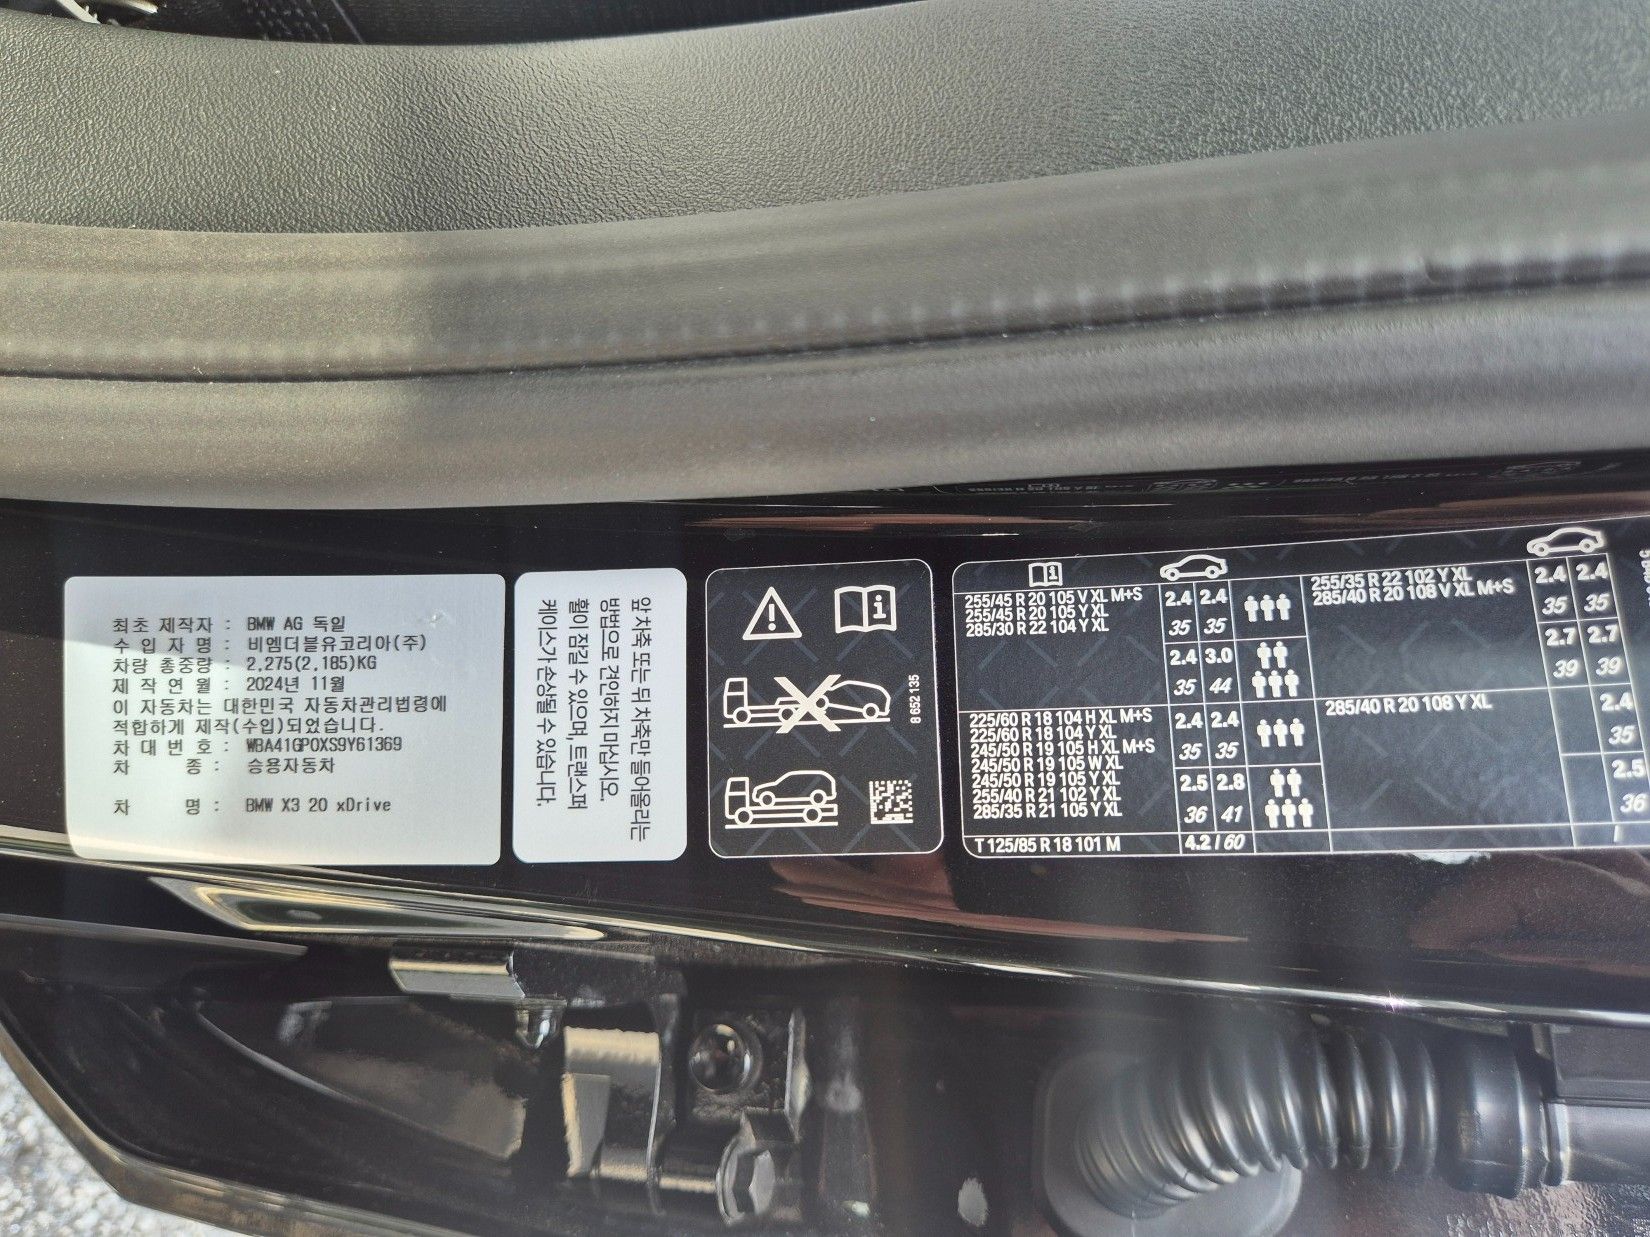 최초 제작자 : BMW AG 독일
수 입 자 명 : 비엠더블유코리아(주)
차량 총중량 : 2,275(2,185)KG
제 작 연 월 : 2024년 11월
이 자동차는 대한민국 자동차관리법령에
적합하게 제작(수입)되었습니다.
차 대 번 호 : WBA41GP0XS9Y61369
차 종 : 승용자동차
차 명 : BMW X3 20 xDrive
앞차축 또는 뒤 차축만 들어올리는
방법으로 견인하지 마십시오.
휠이 잠길 수 있으며, 트랜스퍼
케이스가 손상될 수 있습니다.
8 652 135
255/45 R 20 105 V XL M+S
255/45 R 20 105 Y XL
285/30 R 22 104 Y XL
2.4 2.4
35 35
2.4 3.0
35 44
225/60 R 18 104 H XL M+S
225/60 R 18 104 Y XL
245/50 R 19 105 H XL M+S
245/50 R 19 105 W XL
245/50 R 19 105 Y XL
255/40 R 21 102 Y XL
285/35 R 21 105 Y XL
2.4 2.4
35 35
2.5 2.8
36 41
T 125/85 R 18 101 M
4.2 / 60
255/35 R 22 102 Y XL
285/40 R 20 108 V XL M+S
2.4 2.4
35 35
2.7 2.7
39 39
285/40 R 20 108 Y XL
2.4
35
2.5
36
/